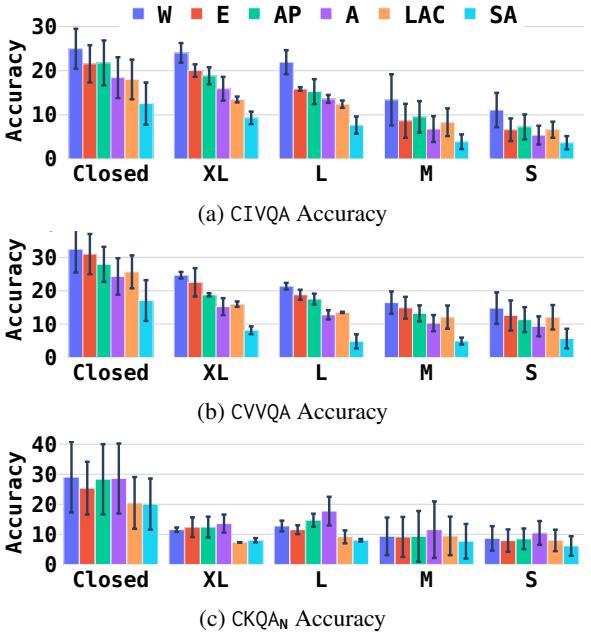 W E AP A LAC SA
Accuracy
30
20
10
0
Closed XL L M S
(a) CIVQA Accuracy
Accuracy
30
20
10
0
Closed XL L M S
(b) CVVQA Accuracy
Accuracy
40
30
20
10
0
Closed XL L M S
(c) CKQA_N Accuracy